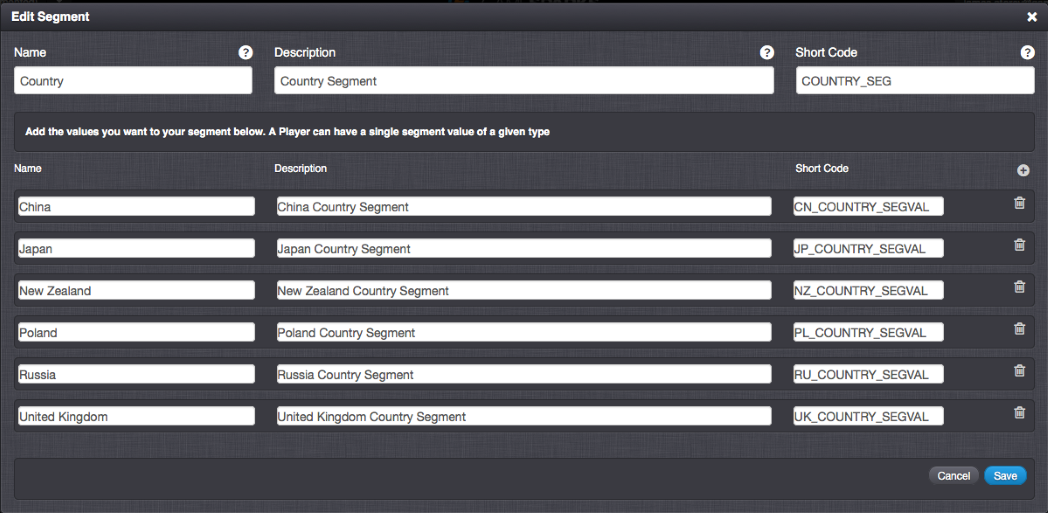 Edit Segment
Name Description Short Code
Country Country Segment COUNTRY_SEG
Add the values you want to your segment below. A Player can have a single segment value of a given type
Name Description Short Code
China China Country Segment CN_COUNTRY_SEGVAL
Japan Japan Country Segment JP_COUNTRY_SEGVAL
New Zealand New Zealand Country Segment NZ_COUNTRY_SEGVAL
Poland Poland Country Segment PL_COUNTRY_SEGVAL
Russia Russia Country Segment RU_COUNTRY_SEGVAL
United Kingdom United Kingdom Country Segment UK_COUNTRY_SEGVAL
Cancel Save